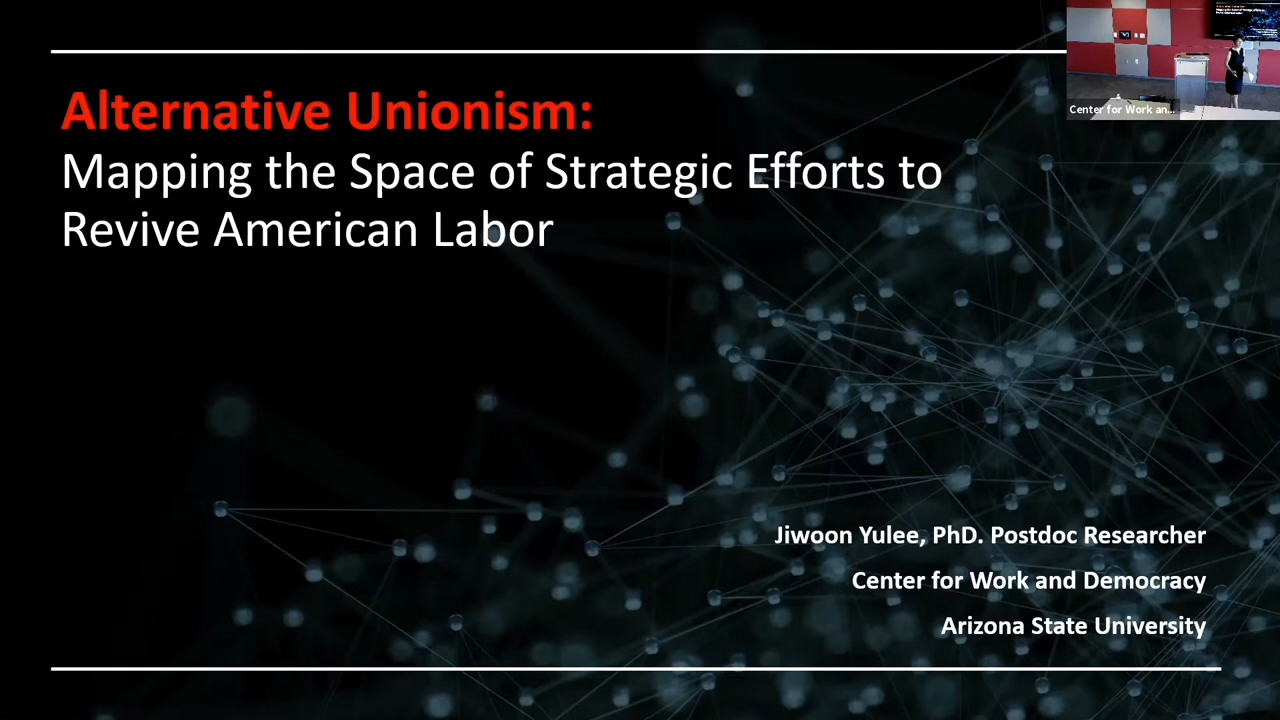 Alternative Unionism:
Mapping the Space of Strategic Efforts to
Revive American Labor
Center for Work an...
Jiwoon Yulee, PhD. Postdoc Researcher
Center for Work and Democracy
Arizona State University